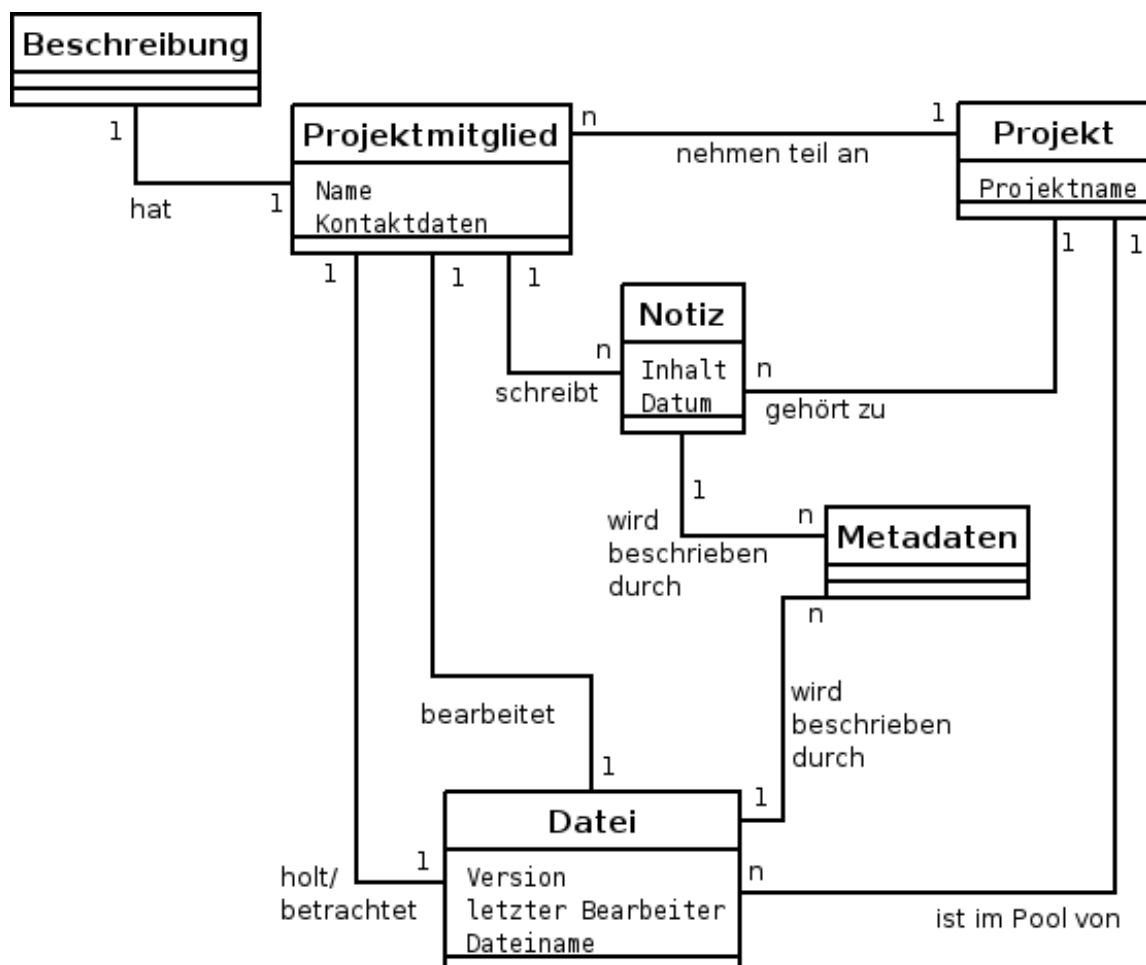 Beschreibung
1
hat
1
Projektmitglied
Name
Kontaktdaten
n
nehmen teil an
1
Projekt
Projektname
1
1
1
1
1
schreibt
n
Notiz
Inhalt
Datum
n
gehört zu
1
wird
beschrieben
durch
n
Metadaten
n
wird
beschrieben
durch
1
bearbeitet
1
holt/
betrachtet
1
Datei
Version
letzter Bearbeiter
Dateiname
n
ist im Pool von